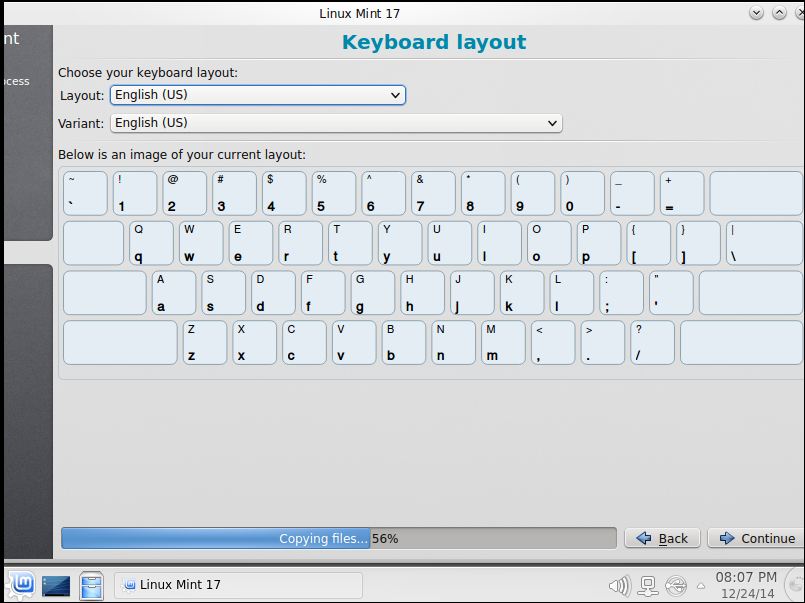 Linux Mint 17
nt
Keyboard layout
ocess
Choose your keyboard layout:
Layout: English (US)
Variant: English (US)
Below is an image of your current layout:
~ ! @ # $ % ^ & * ( ) _ +
` 1 2 3 4 5 6 7 8 9 0 - =
Q W E R T Y U I O P { } |
q w e r t y u i o p [ ] \
A S D F G H J K L : "
a s d f g h j k l ; '
Z X C V B N M < > ?
z x c v b n m , . /
Copying files... 56% Back Continue
Linux Mint 17
08:07 PM
12/24/14